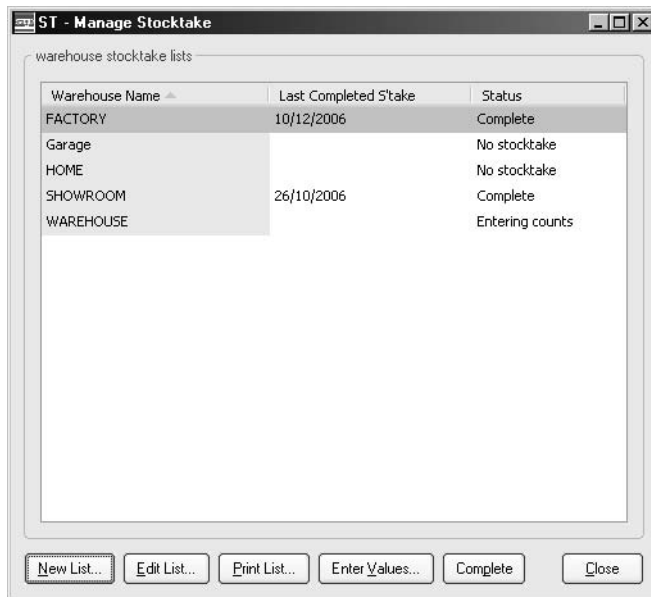 ST - Manage Stocktake
warehouse stocktake lists
Warehouse Name Last Completed S'take Status
FACTORY 10/12/2006 Complete
Garage No stocktake
HOME No stocktake
SHOWROOM 26/10/2006 Complete
WAREHOUSE Entering counts
New List... Edit List... Print List... Enter Values... Complete Close